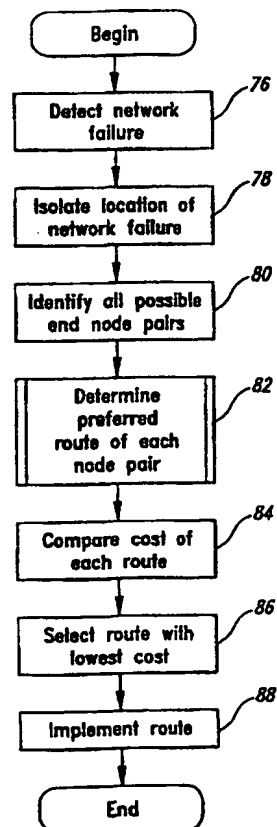 Begin
76
Detect network
failure
78
Isolate location of
network failure
80
Identify all possible
end node pairs
82
Determine
preferred
route of each
node pair
84
Compare cost of
each route
86
Select route with
lowest cost
88
Implement route
End